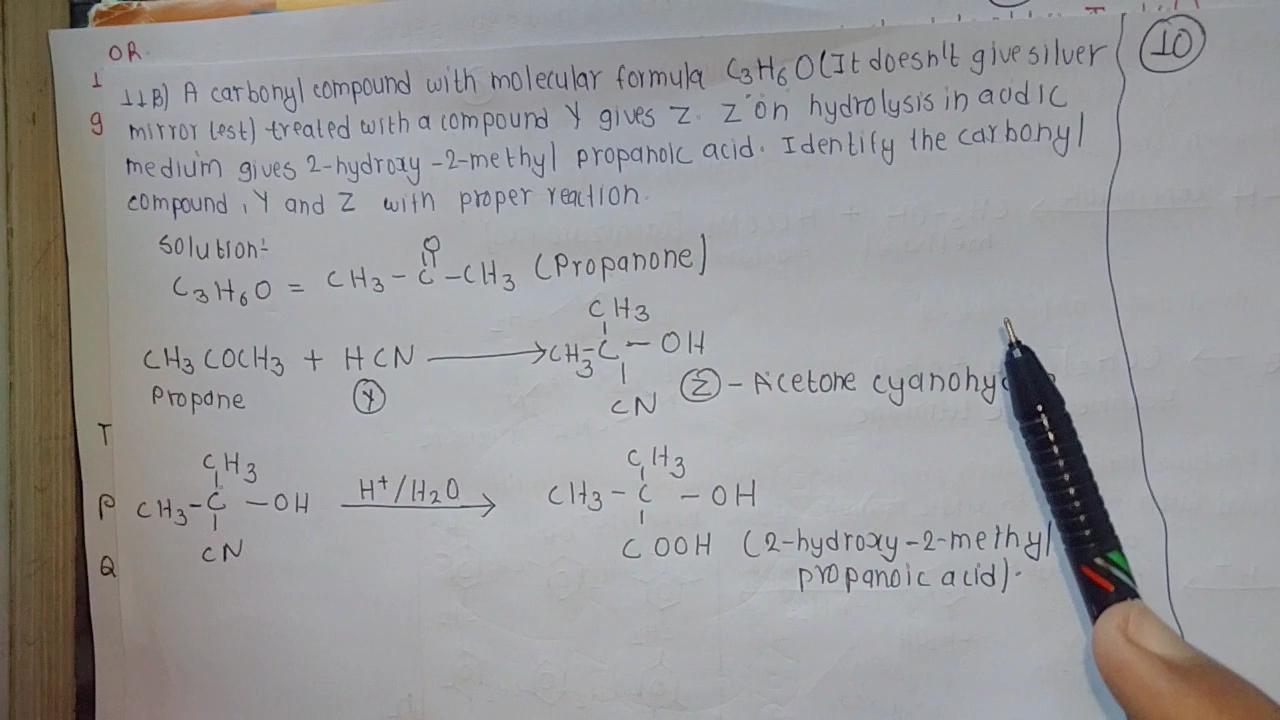 OR
1
11B) A carbonyl compound with molecular formula C3H6O (It doesn't give silver
9 mirror test) treated with a compound Y gives Z. Z on hydrolysis in acidic
medium gives 2-hydroxy-2-methyl propanoic acid. Identify the carbonyl
compound, Y and Z with proper reaction.
10
Solution:-
O
C3H6O = CH3-C-CH3 (Propanone)
CH3
CH3COCH3 + HCN → CH3-C-OH
Propane Y CN Z - Acetone
T
CH3 CH3
P CH3-C-OH H+/H2O → CH3-C-OH
CN COOH (2-hydroxy-2-methyl
Q propanoic acid).